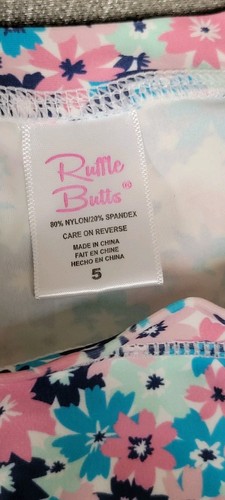 Ruffle
Butts®
80% NYLON/20% SPANDEX
CARE ON REVERSE
MADE IN CHINA
FAIT EN CHINE
HECHO EN CHINA
5